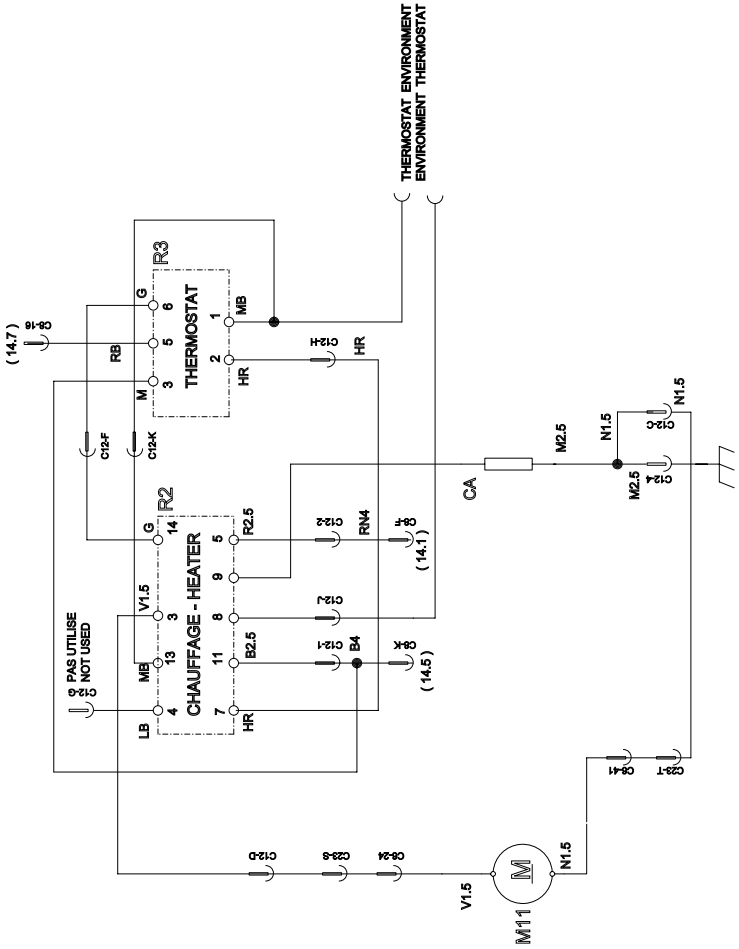 THERMOSTAT ENVIRONMENT
ENVIRONMENT THERMOSTAT
( 14.7 )
C8-16
RB
G
M
MB
HR
R3
6
5
3
THERMOSTAT
1
2
C12-H
HR
C12-F
C12-K
R2
G
V1.5
MB
LB
14
3
13
4
CHAUFFAGE - HEATER
5
9
8
11
7
R2.5
B2.5
HR
PAS UTILISE
NOT USED
C12-G
C12-2
RN4
C8-F
( 14.1 )
C12-J
C12-1
B4
C8-K
( 14.5 )
CA
M2.5
N1.5
M2.5
C12-4
C12-C
N1.5
C12-D
C23-S
C6-24
V1.5
M
M11
N1.5
C6-41
C23-T